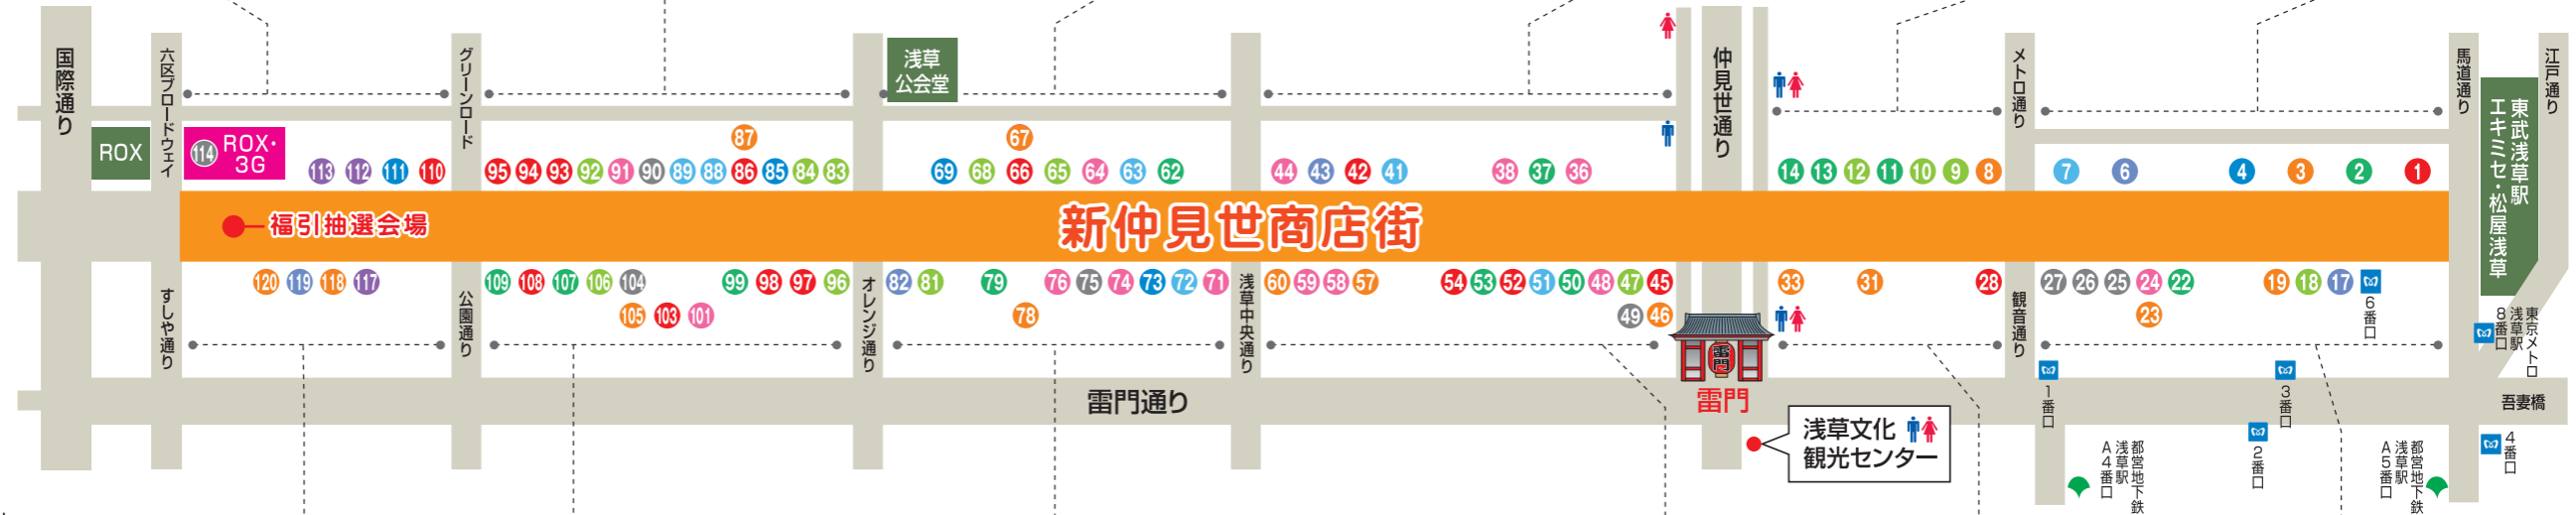 国際通り
六区ブロードウェイ
グリーンロード
浅草
公会堂
仲見世通り
メトロ通り
馬道通り
江戸通り
東武浅草駅
エキミセ・松屋浅草
ROX
114 ROX・
3G
113 112 111 110
95 94 93 92 91 90 89 88 86 85 84 83
87
69 68 66 65 64 63 62
67
44 43 42 41 38 37 36
14 13 12 11 10 9 8
7 6 4 3 2 1
福引抽選会場
新仲見世商店街
120 119 118 117
109 108 107 106 104 99 98 97 96
105 103 101
82 81 79 76 75 74 73 72 71
78
60 59 58 57 54 53 52 51 50 48 47 45
49 46
33 31 28
27 26 25 24 22 19 18 17
23
すしや通り
公園通り
オレンジ通り
浅草中央通り
観音通り
雷門
雷門
雷門通り
浅草文化
観光センター
6番口
東京メトロ
浅草駅
8番口
1番口
3番口
2番口
4番口
吾妻橋
都営地下鉄
浅草駅
A4番口
都営地下鉄
浅草駅
A5番口